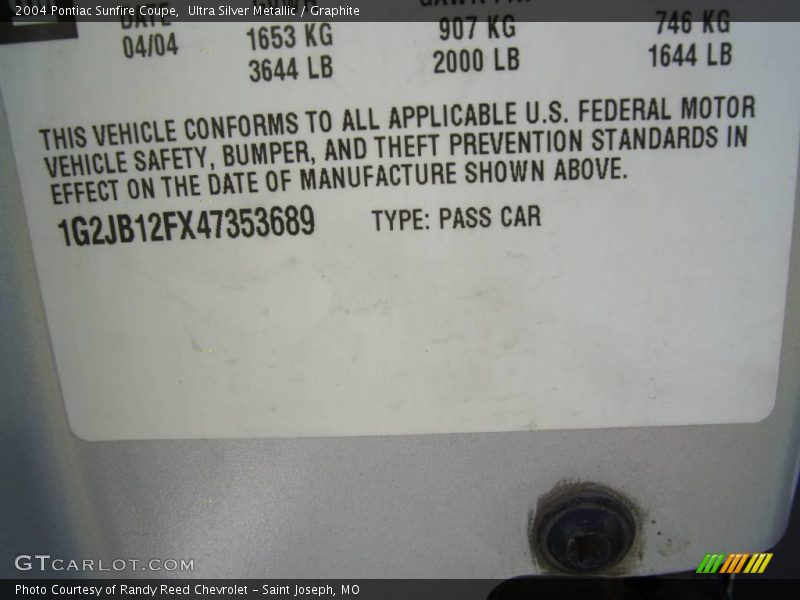 2004 Pontiac Sunfire Coupe,  Ultra Silver Metallic / Graphite
DATE GVWR
04/04 1653 KG 907 KG 746 KG
3644 LB 2000 LB 1644 LB
THIS VEHICLE CONFORMS TO ALL APPLICABLE U.S. FEDERAL MOTOR
VEHICLE SAFETY, BUMPER, AND THEFT PREVENTION STANDARDS IN
EFFECT ON THE DATE OF MANUFACTURE SHOWN ABOVE.
1G2JB12FX47353689 TYPE: PASS CAR
GTCARLOT.COM
Photo Courtesy of Randy Reed Chevrolet – Saint Joseph, MO